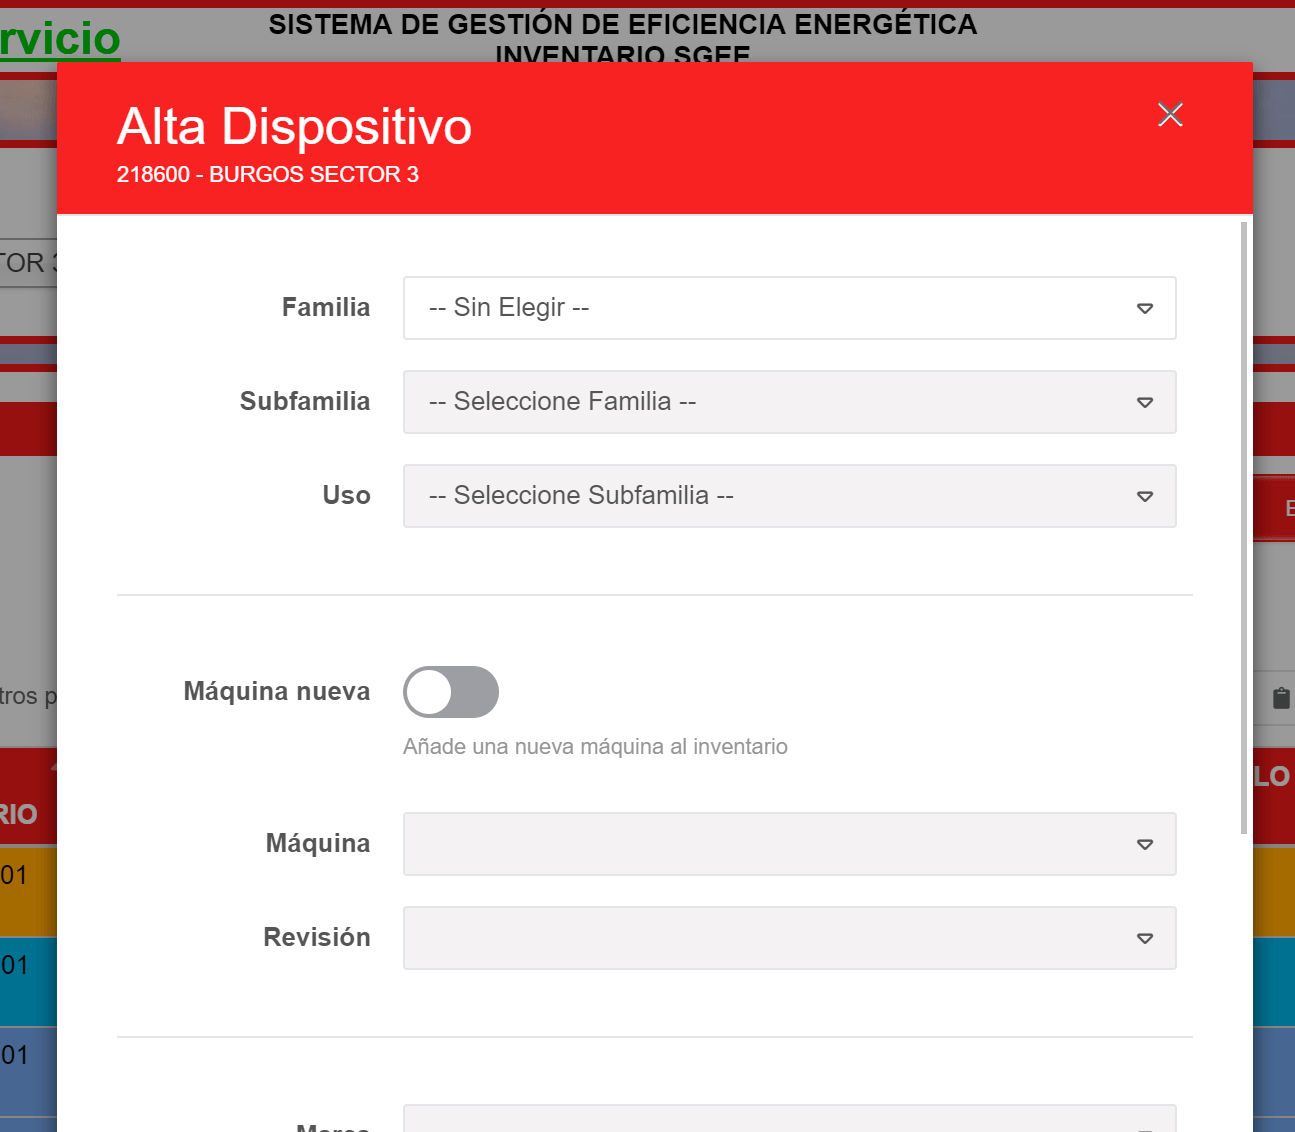 rvicio
SISTEMA DE GESTIÓN DE EFICIENCIA ENERGÉTICA
INVENTARIO SGEE
Alta Dispositivo
218600 - BURGOS SECTOR 3
TOR 3
Familia
-- Sin Elegir --
Subfamilia
-- Seleccione Familia --
Uso
-- Seleccione Subfamilia --
E
Máquina nueva
tros p
Añade una nueva máquina al inventario
LO
RIO
Máquina
01
Revisión
01
01
Marca